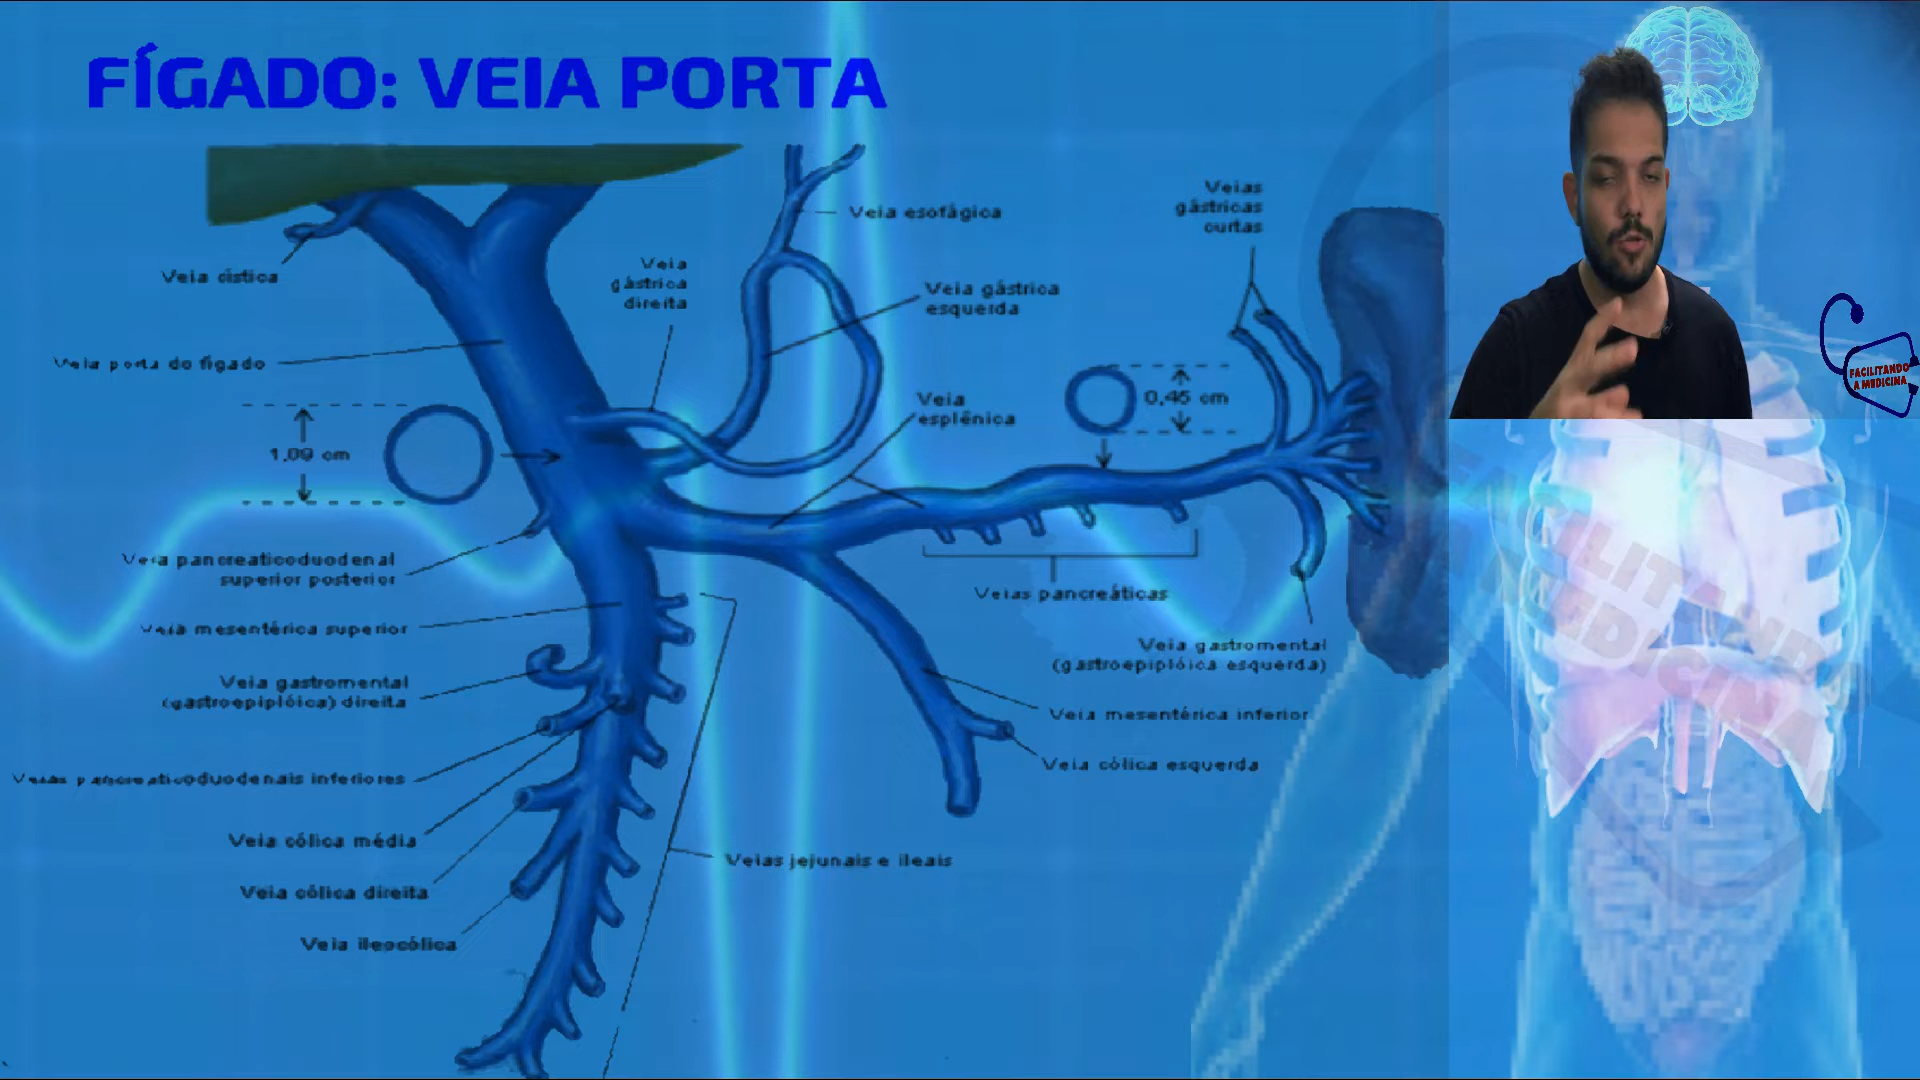 FÍGADO: VEIA PORTA
Veia esofágica
Veias
gástricas
curtas
Veia cística
Veia
gástrica
direita
Veia gástrica
esquerda
Veia porta do fígado
Veia
esplênica
0,45 cm
1,09 cm
Veia pancreaticoduodenal
superior posterior
Veias pancreáticas
Veia mesentérica superior
Veia gastromental
(gastroepiplóica esquerda)
Veia gastromental
(gastroepiplóica) direita
Veia mesentérica inferior
Veia cólica esquerda
Veias pancreaticoduodenais inferiores
Veia cólica média
Veias jejunais e ileais
Veia cólica direita
Veia ileocólica
FACILITANDO
A MEDICINA
FACILITANDO
A MEDICINA